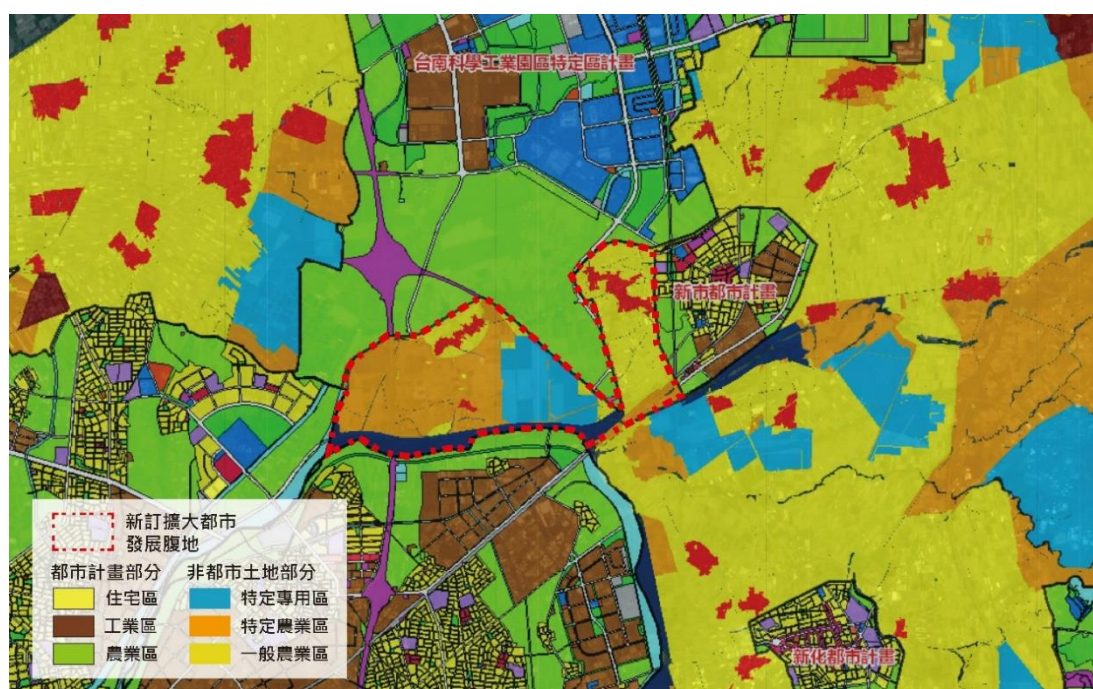 台南科學工業園區特定區計畫
新市都市計畫
新訂擴大都市
發展腹地
都市計畫部分
非都市土地部分
住宅區
特定專用區
工業區
特定農業區
農業區
一般農業區
新化都市計畫